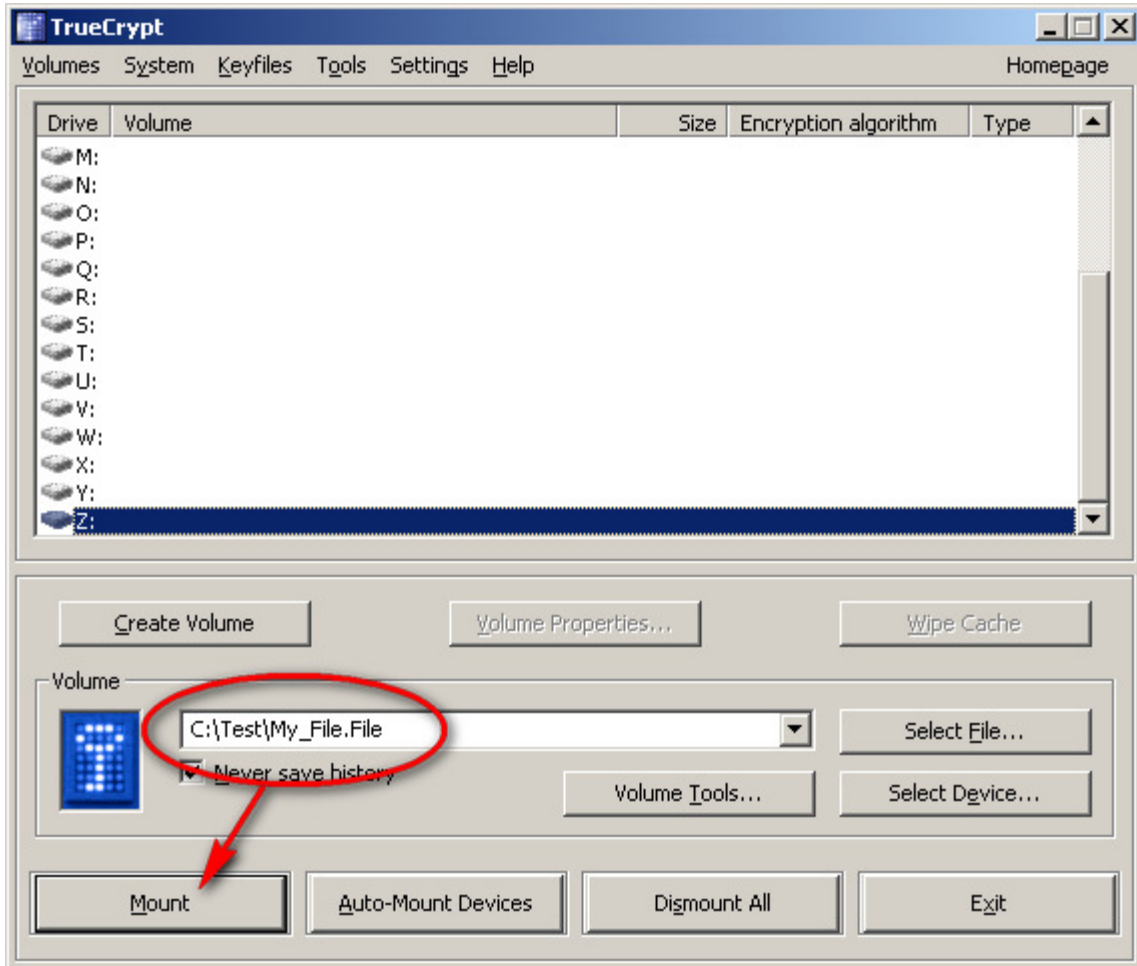 TrueCrypt
Volumes System Keyfiles Tools Settings Help Homepage
Drive Volume Size Encryption algorithm Type
M:
N:
O:
P:
Q:
R:
S:
T:
U:
V:
W:
X:
Y:
Z:
Create Volume Volume Properties... Wipe Cache
Volume
C:\Test\My_File.File Select File...
Never save history
Volume Tools... Select Device...
Mount Auto-Mount Devices Dismount All Exit